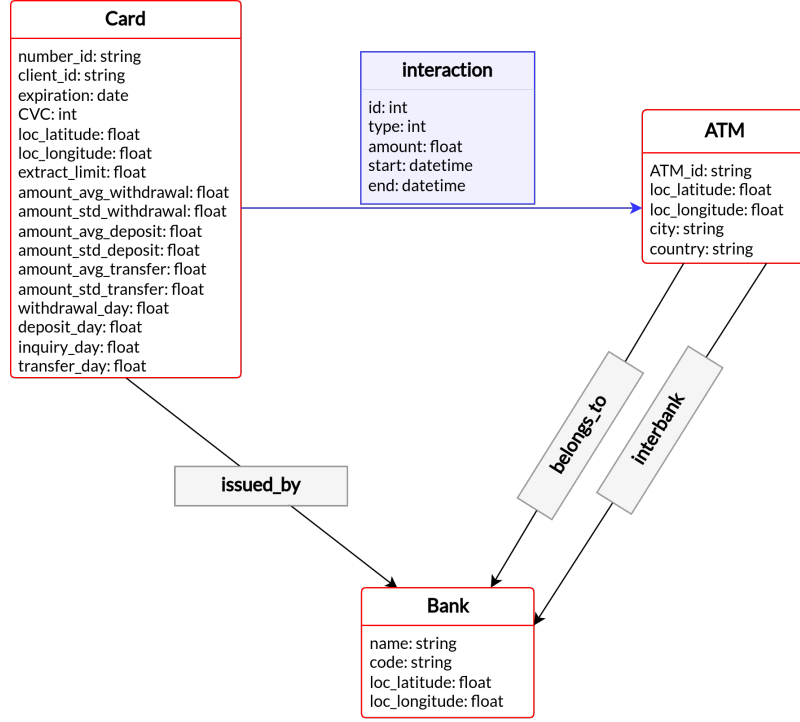 Card
number_id: string
client_id: string
expiration: date
CVC: int
loc_latitude: float
loc_longitude: float
extract_limit: float
amount_avg_withdrawal: float
amount_std_withdrawal: float
amount_avg_deposit: float
amount_std_deposit: float
amount_avg_transfer: float
amount_std_transfer: float
withdrawal_day: float
deposit_day: float
inquiry_day: float
transfer_day: float
interaction
id: int
type: int
amount: float
start: datetime
end: datetime
ATM
ATM_id: string
loc_latitude: float
loc_longitude: float
city: string
country: string
belongs_to
interbank
issued_by
Bank
name: string
code: string
loc_latitude: float
loc_longitude: float